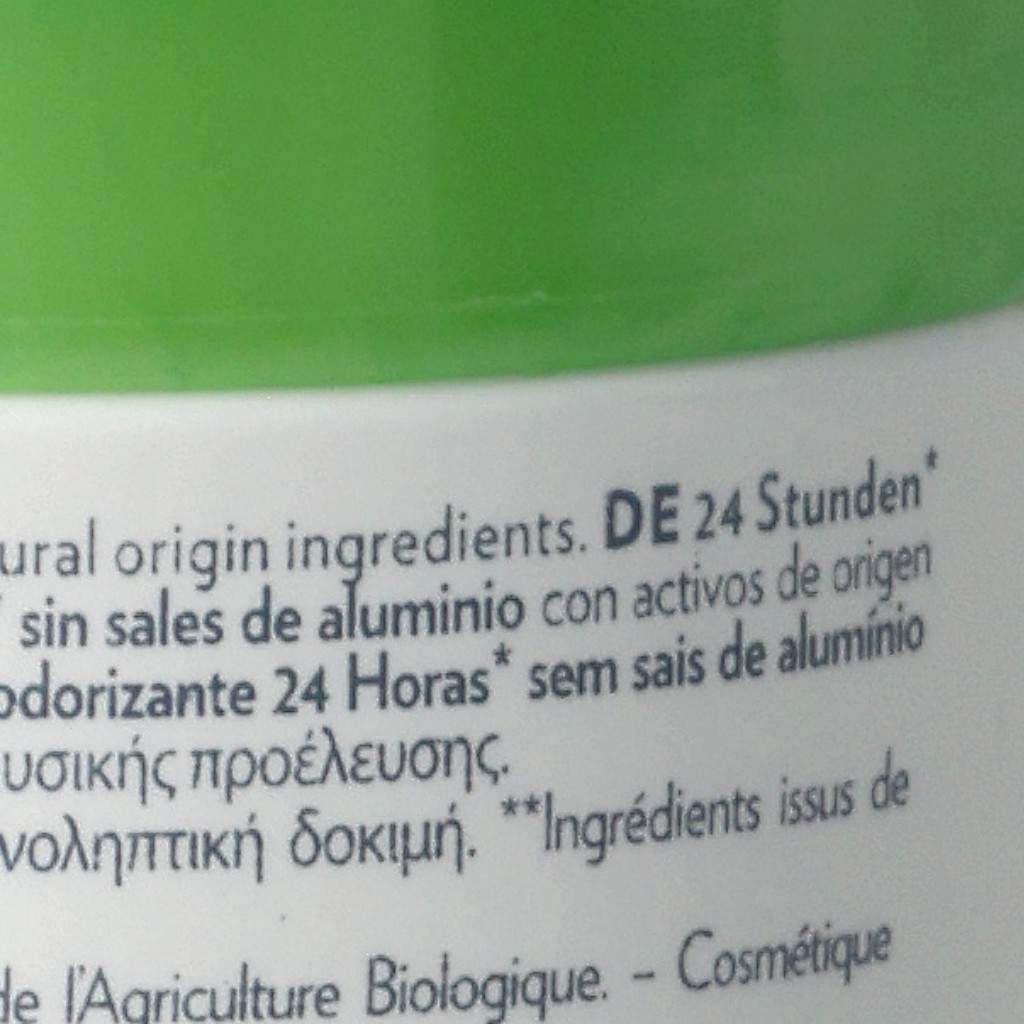 ural origin ingredients. DE 24 Stunden*
sin sales de aluminio con activos de origen
odorizante 24 Horas* sem sais de alumínio
υσικής προέλευσης.
νοληπτική δοκιμή. **Ingrédients issus de
de l'Agriculture Biologique. – Cosmétique